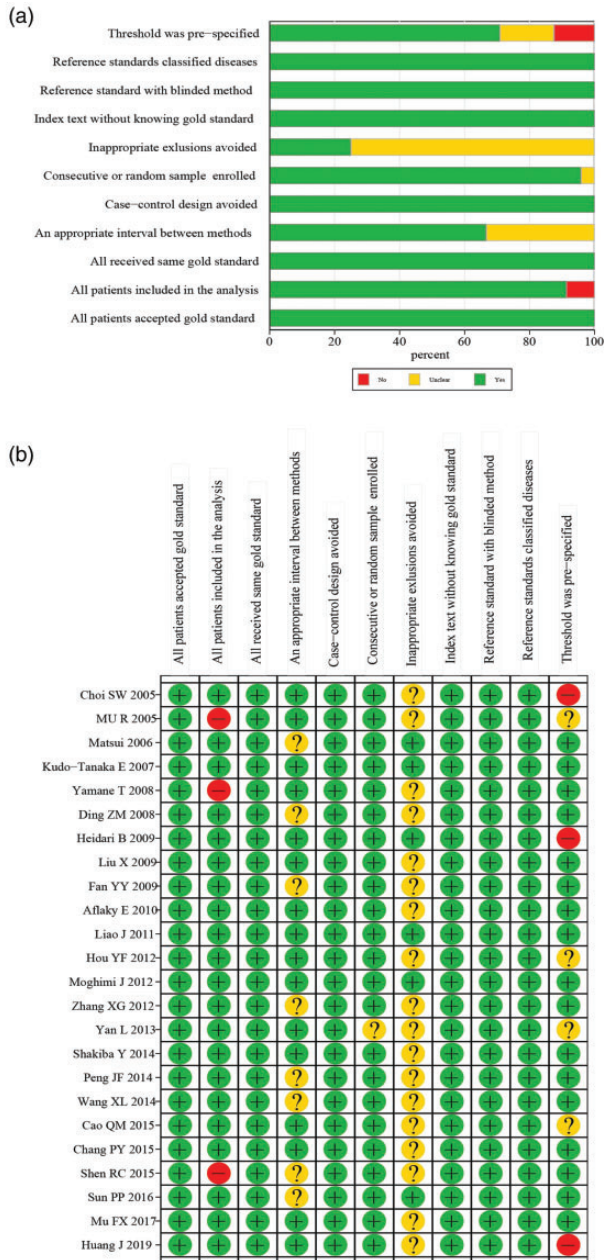 (a)
Threshold was pre−specified
Reference standards classified diseases
Reference standard with blinded method
Index text without knowing gold standard
Inappropriate exlusions avoided
Consecutive or random sample enrolled
Case−control design avoided
An appropriate interval between methods
All received same gold standard
All patients included in the analysis
All patients accepted gold standard
0 20 40 60 80 100
percent
No Unclear Yes
(b)
All patients accepted gold standard
All patients included in the analysis
All received same gold standard
An appropriate interval between methods
Case−control design avoided
Consecutive or random sample enrolled
Inappropriate exlusions avoided
Index text without knowing gold standard
Reference standard with blinded method
Reference standards classified diseases
Threshold was pre−specified
Choi SW 2005 + + + + + + ? + + + −
MU R 2005 + − + + + + ? + + + ?
Matsui 2006 + + + ? + + + + + + +
Kudo−Tanaka E 2007 + + + + + + + + + + +
Yamane T 2008 + − + + + + ? + + + +
Ding ZM 2008 + + + ? + + ? + + + +
Heidari B 2009 + + + + + + + + + + −
Liu X 2009 + + + + + + ? + + + +
Fan YY 2009 + + + ? + + ? + + + +
Aflaky E 2010 + + + + + + ? + + + +
Liao J 2011 + + + + + + + + + + +
Hou YF 2012 + + + + + + ? + + + ?
Moghimi J 2012 + + + + + + + + + + +
Zhang XG 2012 + + + ? + + ? + + + +
Yan L 2013 + + + + + ? ? + + + ?
Shakiba Y 2014 + + + + + + ? + + + +
Peng JF 2014 + + + ? + + ? + + + +
Wang XL 2014 + + + ? + + ? + + + +
Cao QM 2015 + + + + + + ? + + + ?
Chang PY 2015 + + + + + + ? + + + +
Shen RC 2015 + − + ? + + ? + + + +
Sun PP 2016 + + + ? + + + + + + +
Mu FX 2017 + + + + + + ? + + + +
Huang J 2019 + + + + + + ? + + + −